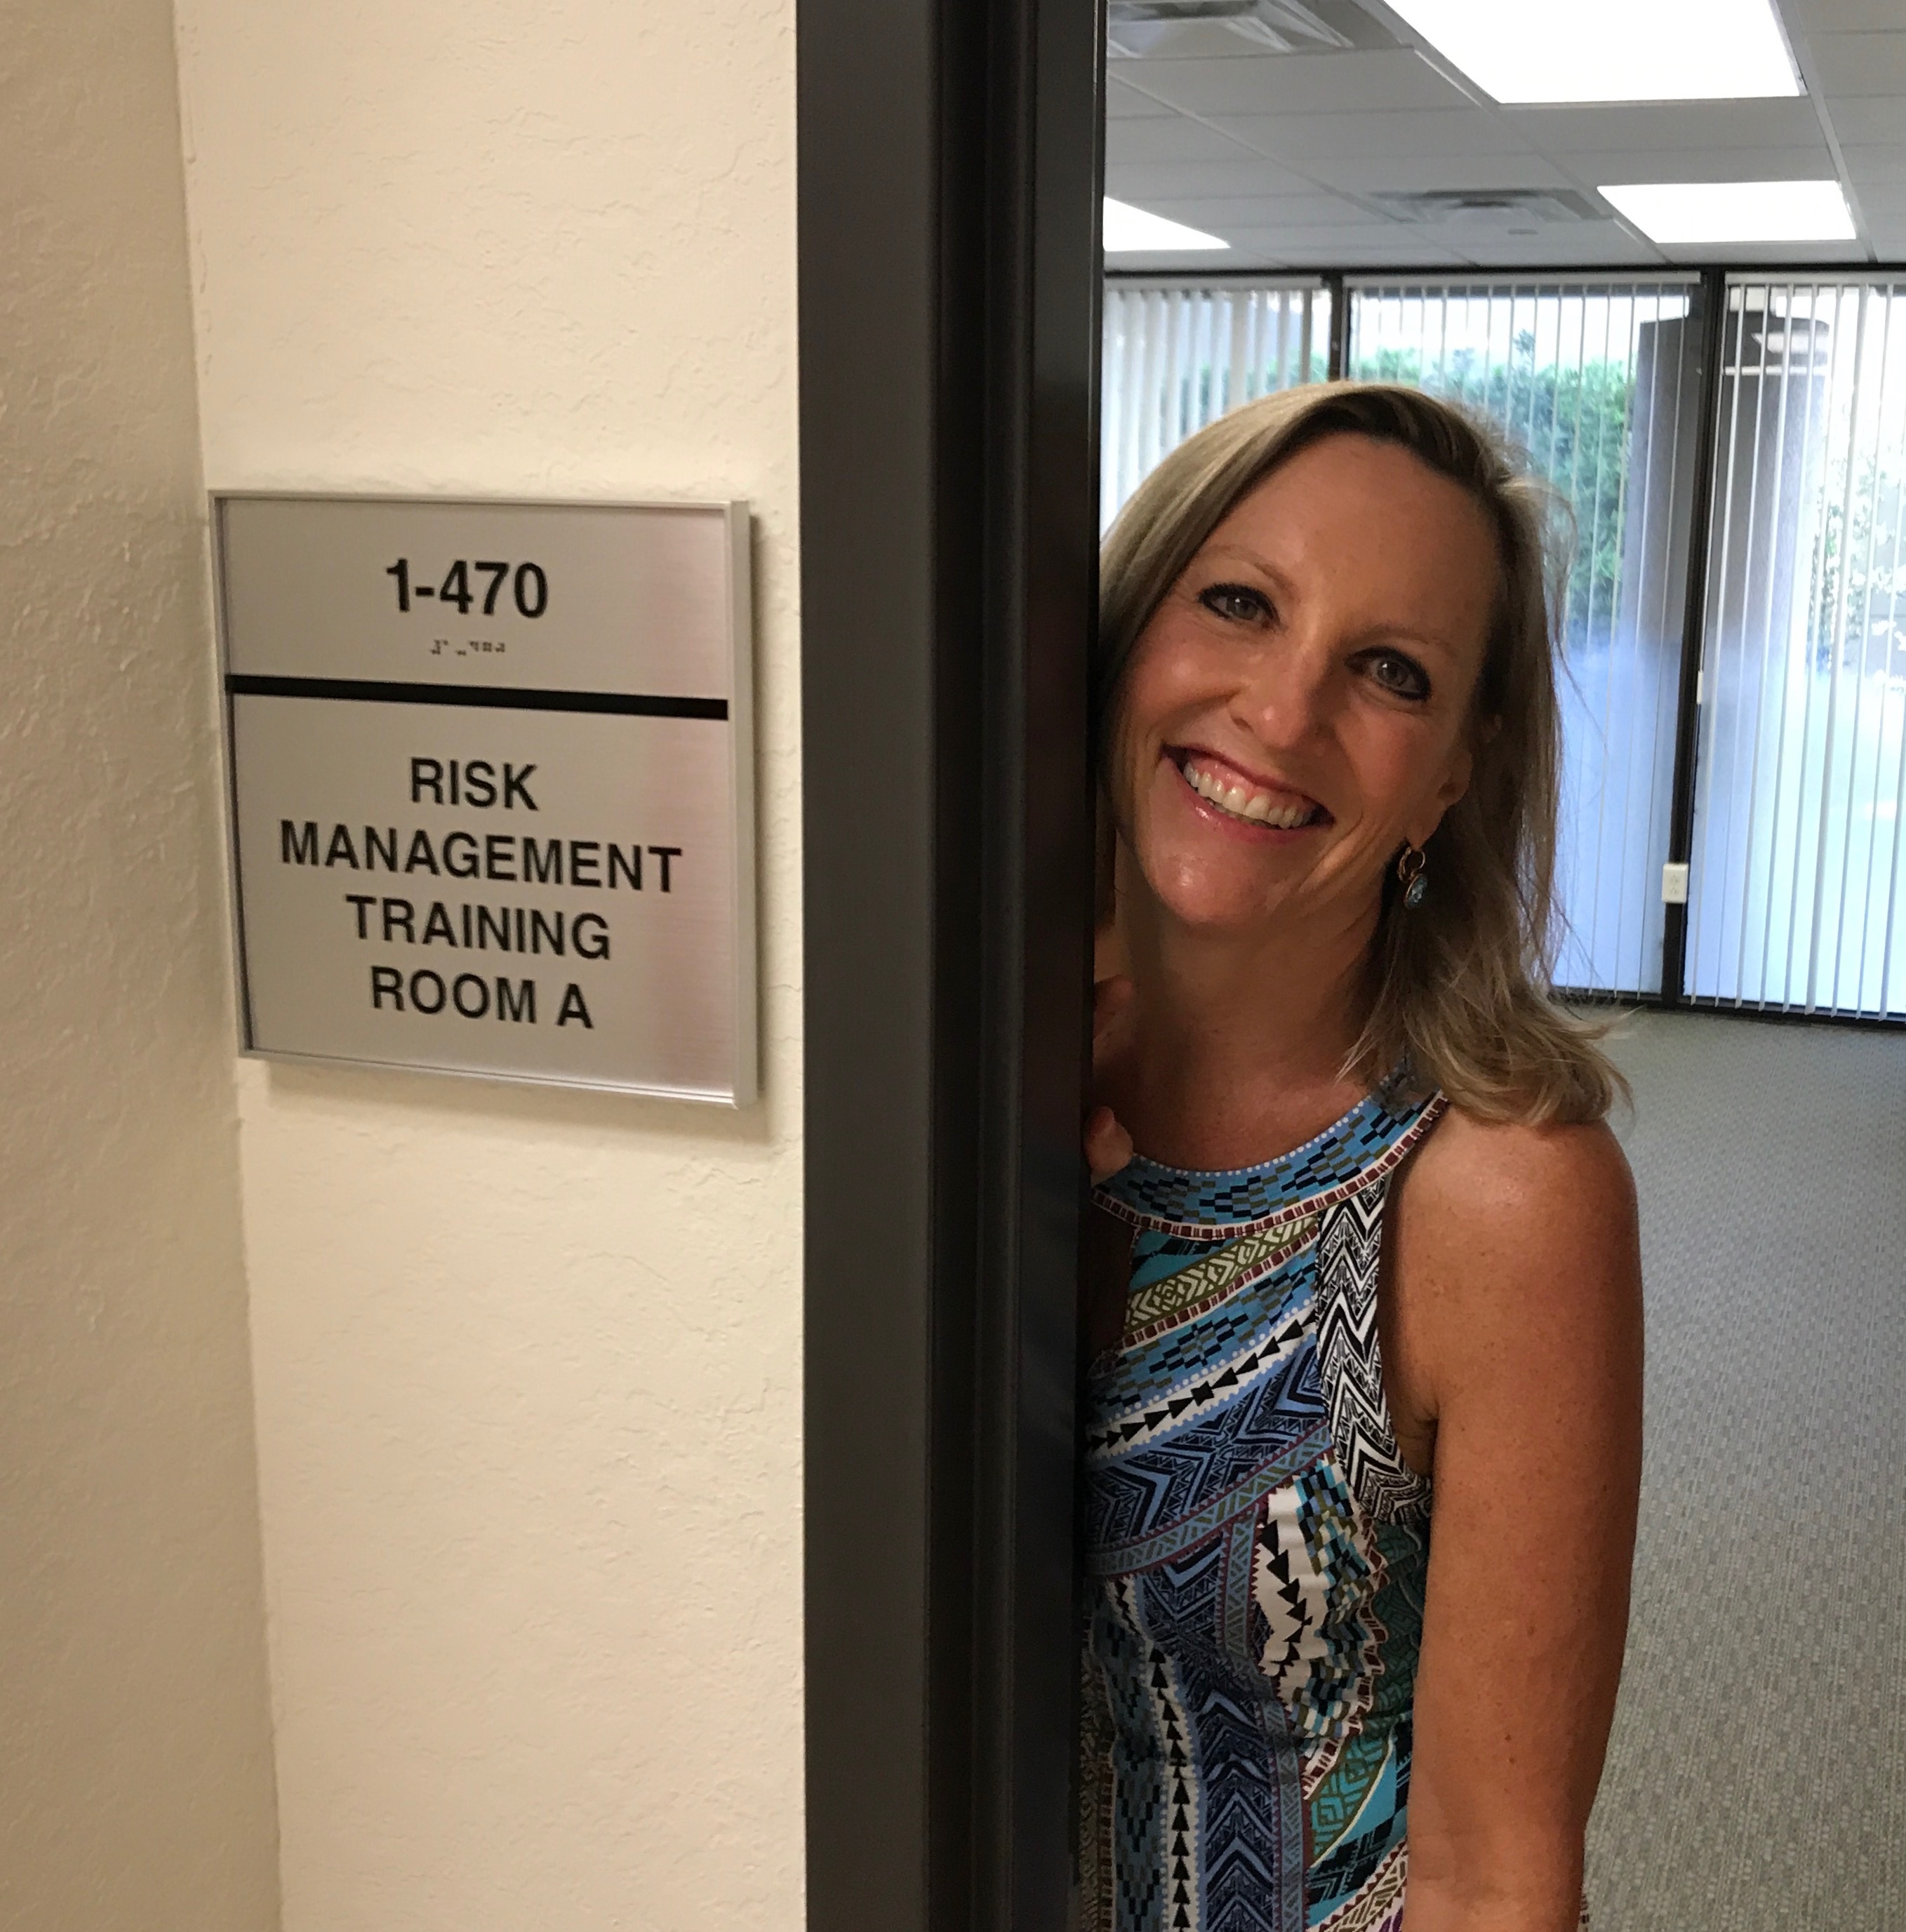 1-470
RISK
MANAGEMENT
TRAINING
ROOM A